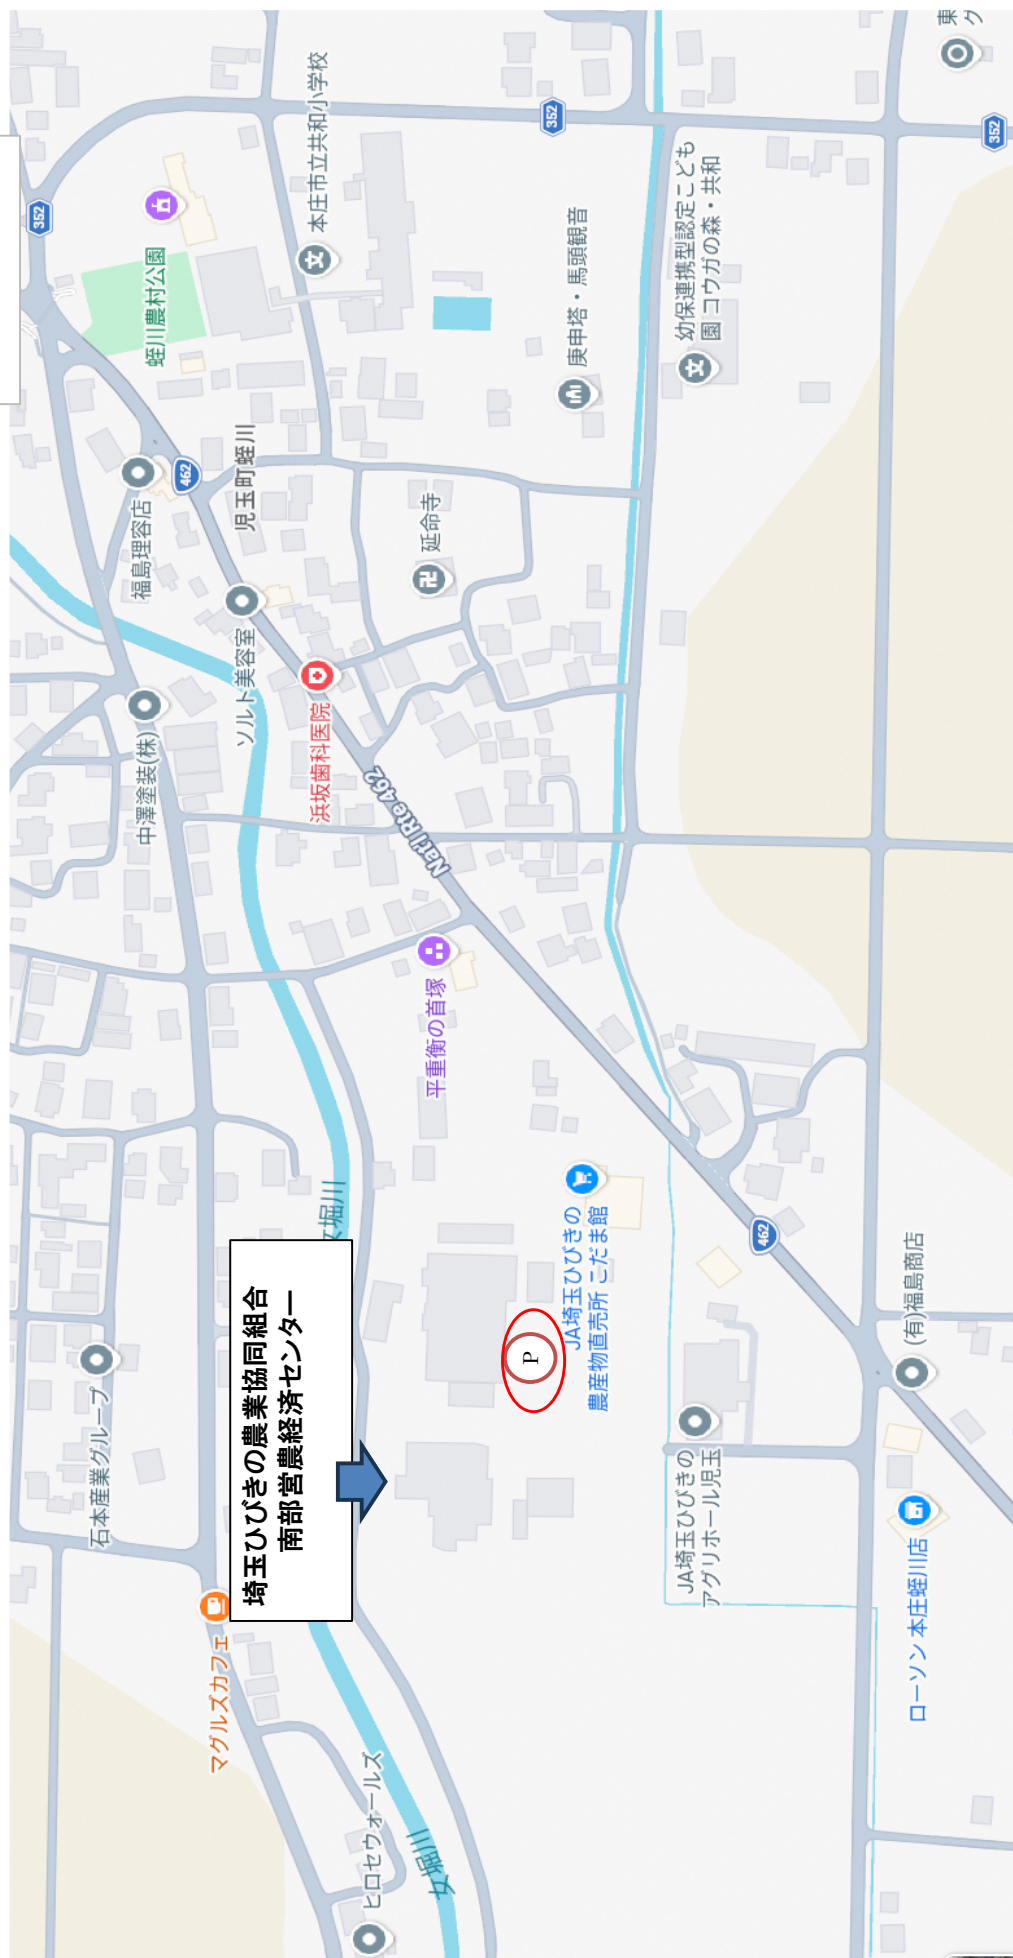 352
本庄市立共和小学校
352
352
蛭川農村公園
庚申塔・馬頭観音
幼保連携型認定こども
園 コウガの森・共和
福島理容店
462
児玉町蛭川
延命寺
ソルト美容室
中澤塗装(株)
浜坂歯科医院
Nat'l Rte 462
平重衡の首塚
埼玉ひびきの農業協同組合
南部営農経済センター
P
JA埼玉ひびきの
農産物直売所 こだま館
462
(有)福島商店
石本産業グループ
JA埼玉ひびきの
アグリホール児玉
ローソン 本庄蛭川店
マグルズカフェ
ヒロセウォールズ
女堀川